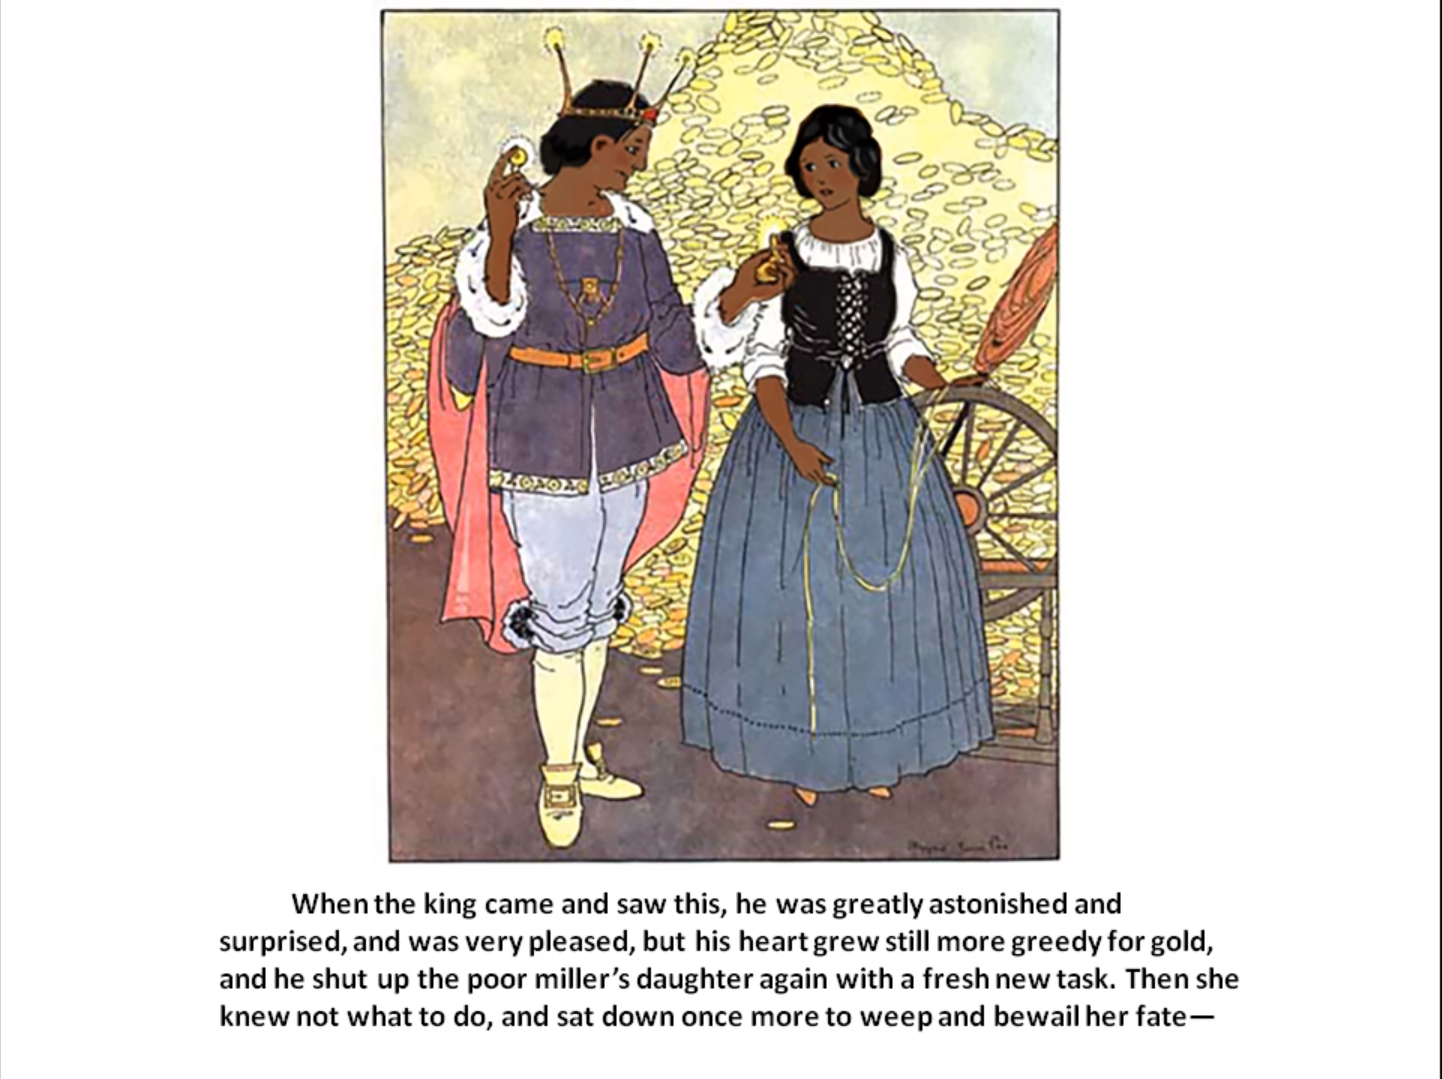 When the king came and saw this, he was greatly astonished and
surprised, and was very pleased, but his heart grew still more greedy for gold,
and he shut up the poor miller’s daughter again with a fresh new task. Then she
knew not what to do, and sat down once more to weep and bewail her fate—